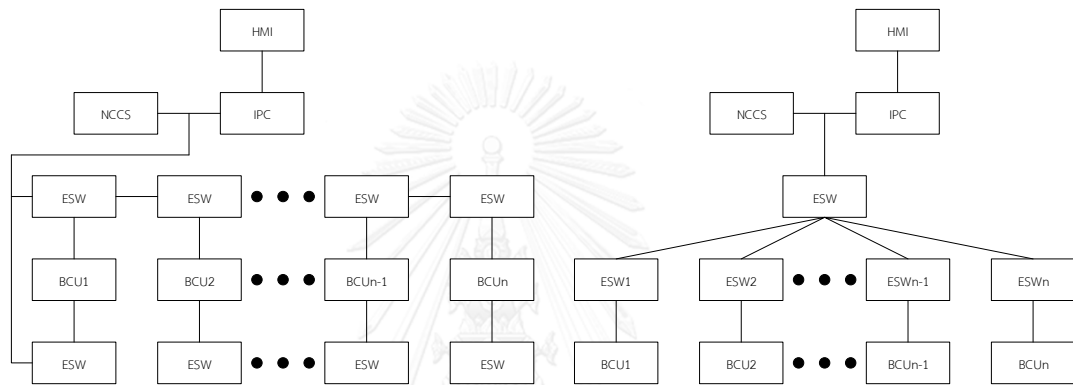 HMI
NCCS IPC
ESW ESW ESW ESW
BCU1 BCU2 BCUn-1 BCUn
ESW ESW ESW ESW
HMI
NCCS IPC
ESW
ESW1 ESW2 ESWn-1 ESWn
BCU1 BCU2 BCUn-1 BCUn